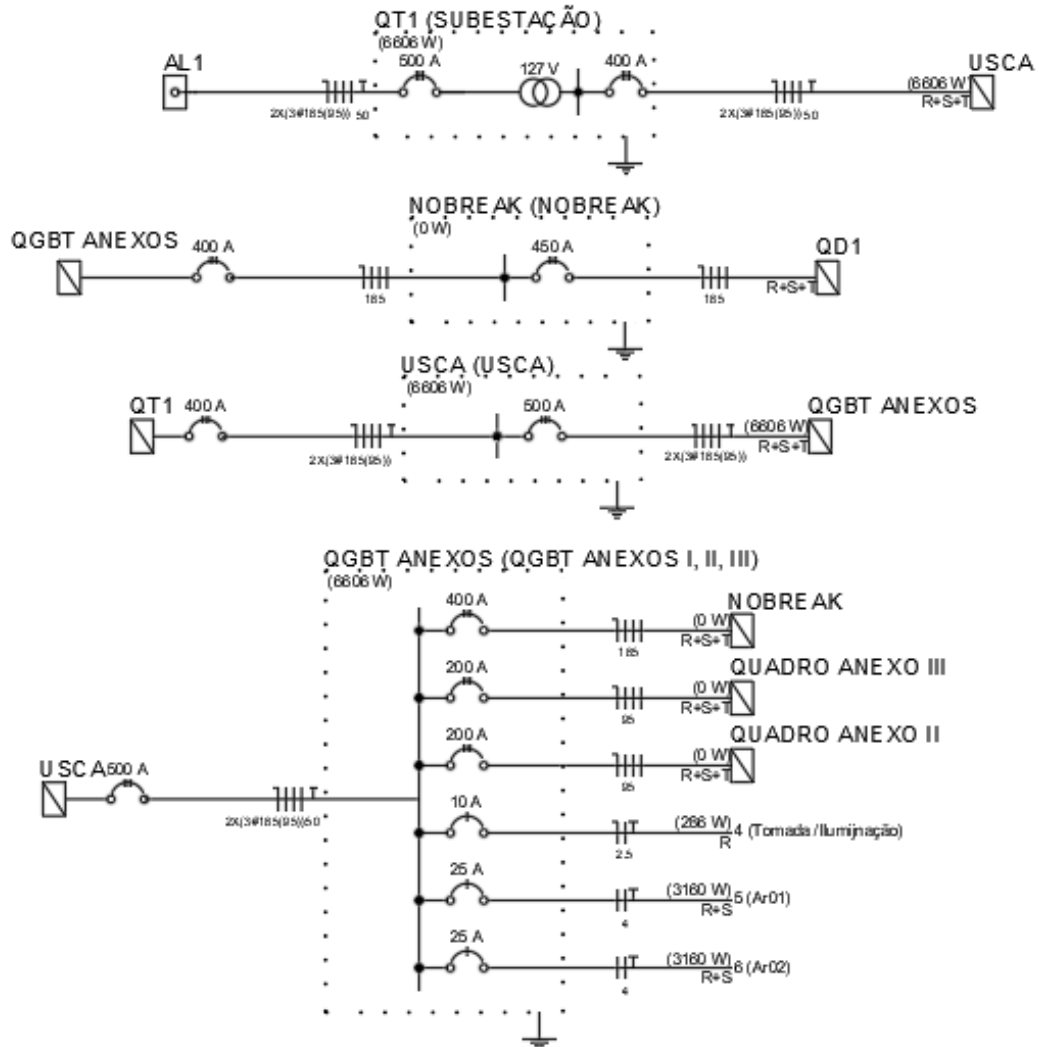 QT1 (SUBESTAÇÃO)
(6606 W)
AL1
500 A
127 V
400 A
USCA
2X(3#185(95)) 50
2X(3#185(95)) 50
(6606 W)
R+S+T
NOBREAK (NOBREAK)
(0 W)
QGBT ANEXOS
400 A
450 A
QD1
185
185
R+S+T
USCA (USCA)
(6606 W)
QT1
400 A
500 A
QGBT ANEXOS
2X(3#185(95))
2X(3#185(95))
(6606 W)
R+S+T
QGBT ANEXOS (QGBT ANEXOS I, II, III)
(6606 W)
400 A
NOBREAK
(0 W)
R+S+T
185
200 A
QUADRO ANEXO III
(0 W)
R+S+T
95
200 A
QUADRO ANEXO II
(0 W)
R+S+T
95
USCA
500 A
2X(3#185(95))50
10 A
(286 W)
R
4 (Tomada/Ilumijnação)
2.5
25 A
(3160 W)
R+S
5 (Ar01)
4
25 A
(3160 W)
R+S
6 (Ar02)
4